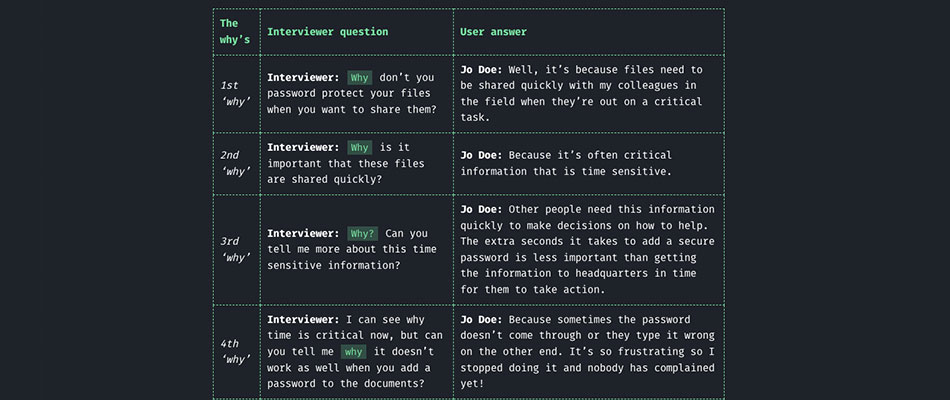 The
why's
Interviewer question
User answer
1st
‘why’
Interviewer: Why don’t you
password protect your files
when you want to share them?
Jo Doe: Well, it’s because files need to
be shared quickly with my colleagues in
the field when they’re out on a critical
task.
2nd
‘why’
Interviewer: Why is it
important that these files
are shared quickly?
Jo Doe: Because it’s often critical
information that is time sensitive.
3rd
‘why’
Interviewer: Why? Can you
tell me more about this time
sensitive information?
Jo Doe: Other people need this information
quickly to make decisions on how to help.
The extra seconds it takes to add a secure
password is less important than getting
the information to headquarters in time
for them to take action.
4th
‘why’
Interviewer: I can see why
time is critical now, but can
you tell me why it doesn’t
work as well when you add a
password to the documents?
Jo Doe: Because sometimes the password
doesn’t come through or they type it wrong
on the other end. It’s so frustrating so I
stopped doing it and nobody has complained
yet!